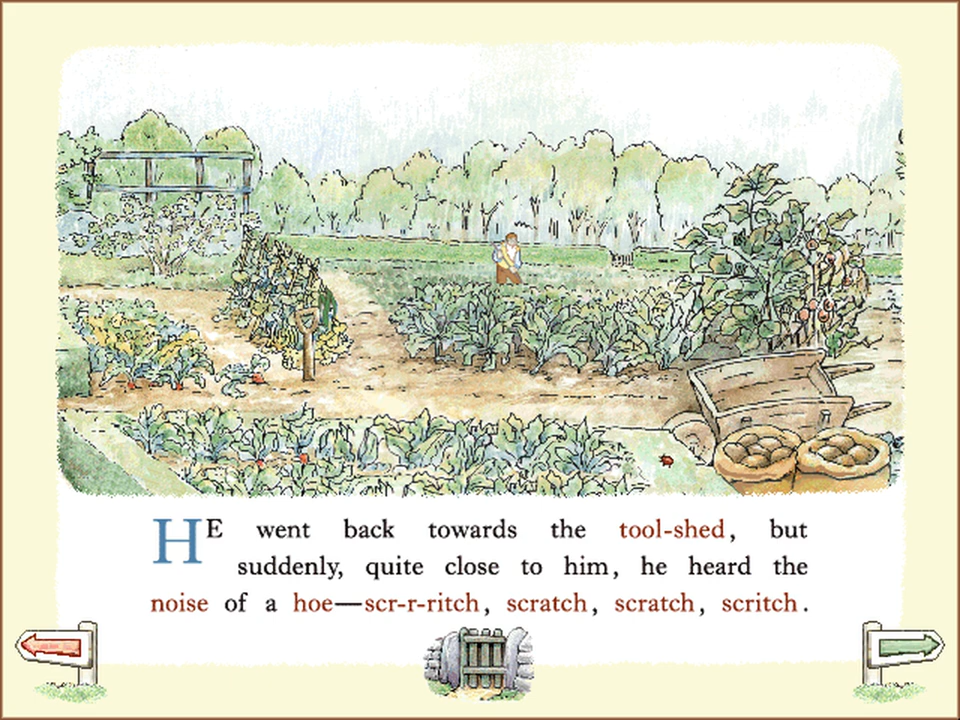 HE went back towards the tool-shed, but
suddenly, quite close to him, he heard the
noise of a hoe—scr-r-ritch, scratch, scratch, scritch.